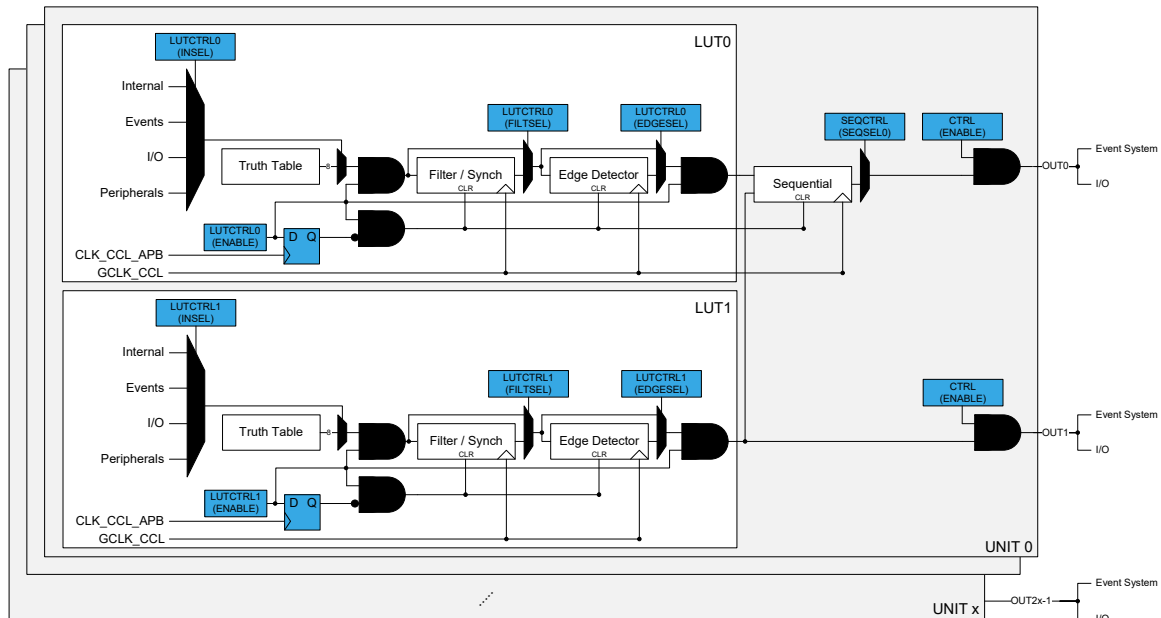 LUT0
LUTCTRL0
(INSEL)
Internal
Events
I/O
Peripherals
Truth Table
8
LUTCTRL0
(ENABLE)
D Q
CLK_CCL_APB
GCLK_CCL
LUTCTRL0
(FILTSEL)
Filter / Synch
CLR
LUTCTRL0
(EDGESEL)
Edge Detector
CLR
Sequential
CLR
SEQCTRL
(SEQSEL0)
CTRL
(ENABLE)
OUT0
Event System
I/O
LUT1
LUTCTRL1
(INSEL)
Internal
Events
I/O
Peripherals
Truth Table
8
LUTCTRL1
(ENABLE)
D Q
CLK_CCL_APB
GCLK_CCL
LUTCTRL1
(FILTSEL)
Filter / Synch
CLR
LUTCTRL1
(EDGESEL)
Edge Detector
CLR
CTRL
(ENABLE)
OUT1
Event System
I/O
UNIT 0
UNIT x
OUT2x-1
Event System
I/O